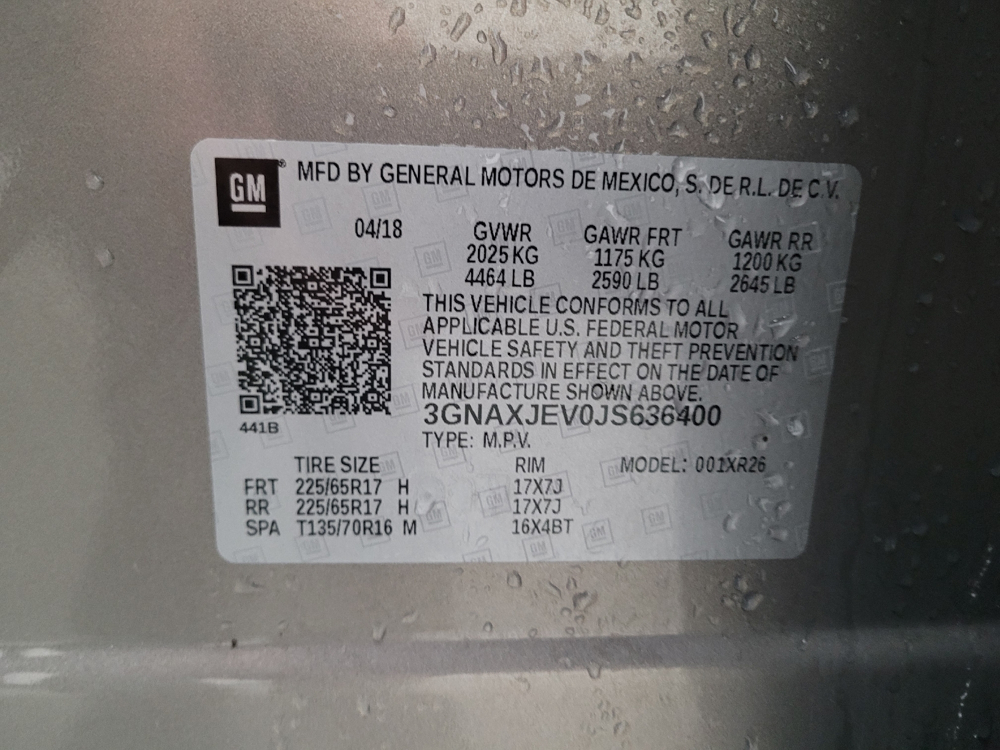 GM ® MFD BY GENERAL MOTORS DE MEXICO, S. DE R.L. DE C.V.
04/18 GVWR GAWR FRT GAWR RR
2025 KG 1175 KG 1200 KG
4464 LB 2590 LB 2645 LB
THIS VEHICLE CONFORMS TO ALL
APPLICABLE U.S. FEDERAL MOTOR
VEHICLE SAFETY AND THEFT PREVENTION
STANDARDS IN EFFECT ON THE DATE OF
MANUFACTURE SHOWN ABOVE.
3GNAXJEV0JS636400
441B
TYPE: M.P.V.
TIRE SIZE RIM MODEL: 001XR26
FRT 225/65R17 H 17X7J
RR 225/65R17 H 17X7J
SPA T135/70R16 M 16X4BT